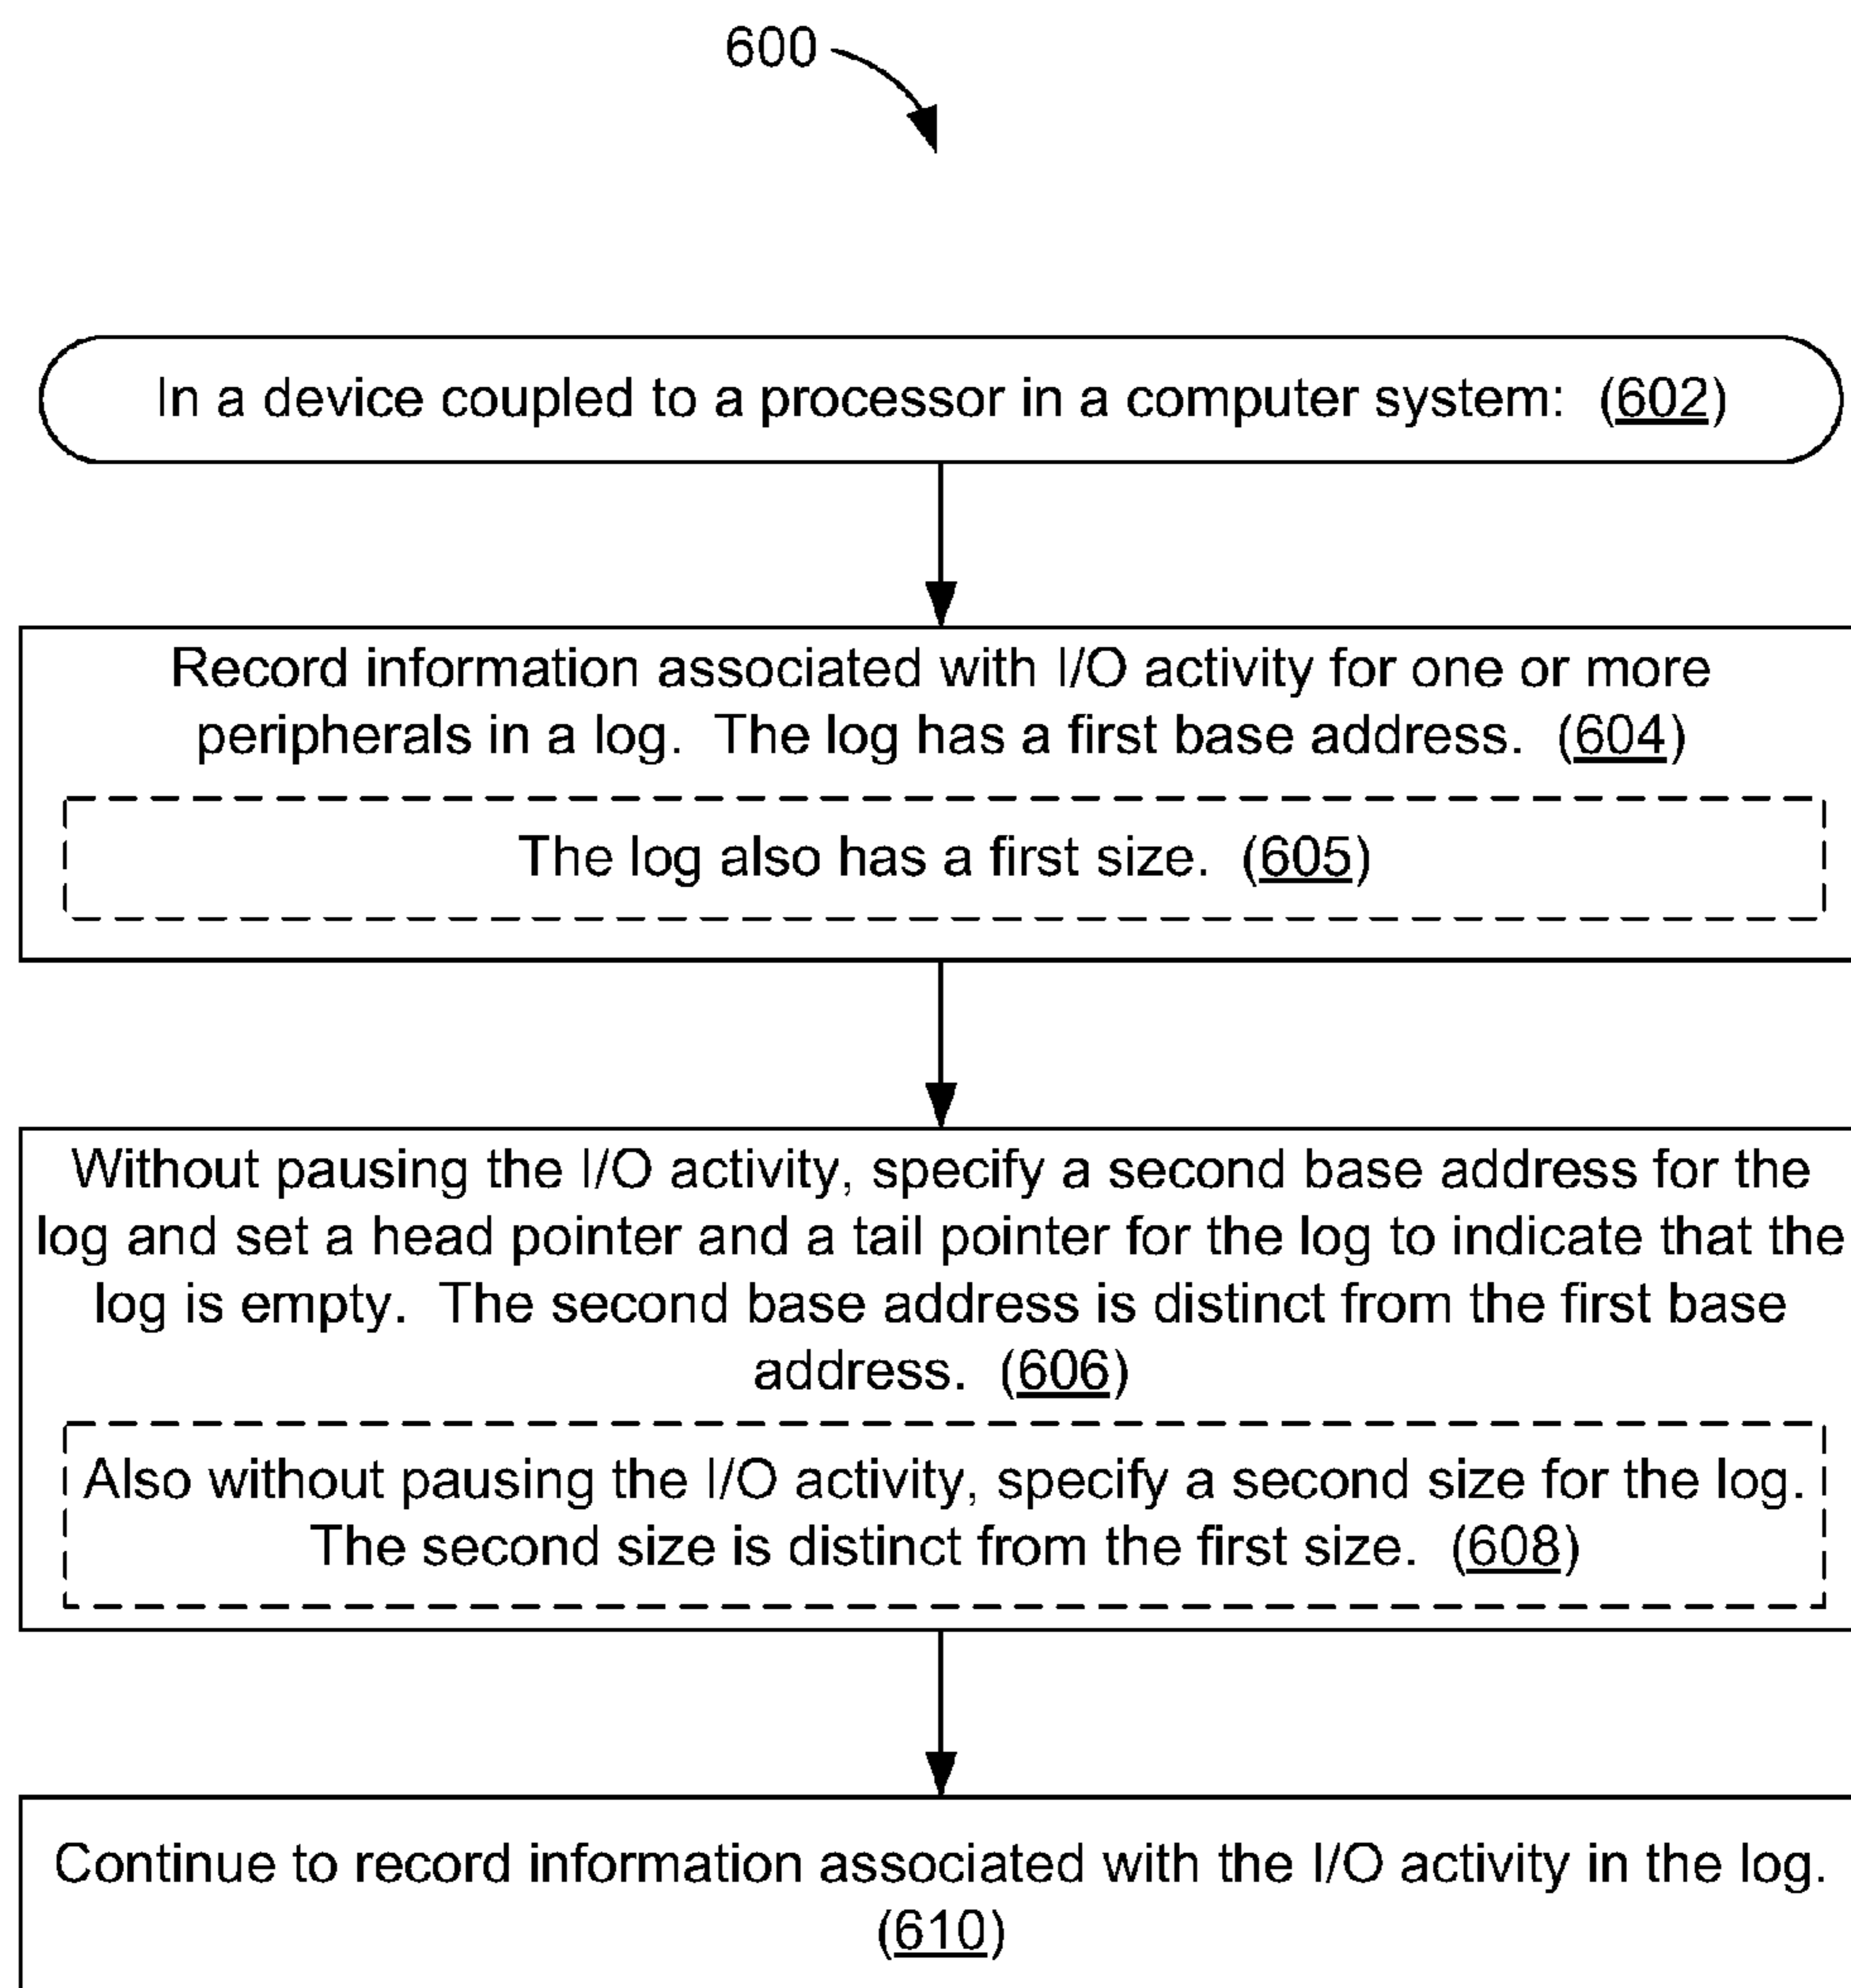 600
In a device coupled to a processor in a computer system: (602)
Record information associated with I/O activity for one or more
peripherals in a log. The log has a first base address. (604)
The log also has a first size. (605)
Without pausing the I/O activity, specify a second base address for the
log and set a head pointer and a tail pointer for the log to indicate that the
log is empty. The second base address is distinct from the first base
address. (606)
Also without pausing the I/O activity, specify a second size for the log.
The second size is distinct from the first size. (608)
Continue to record information associated with the I/O activity in the log.
(610)